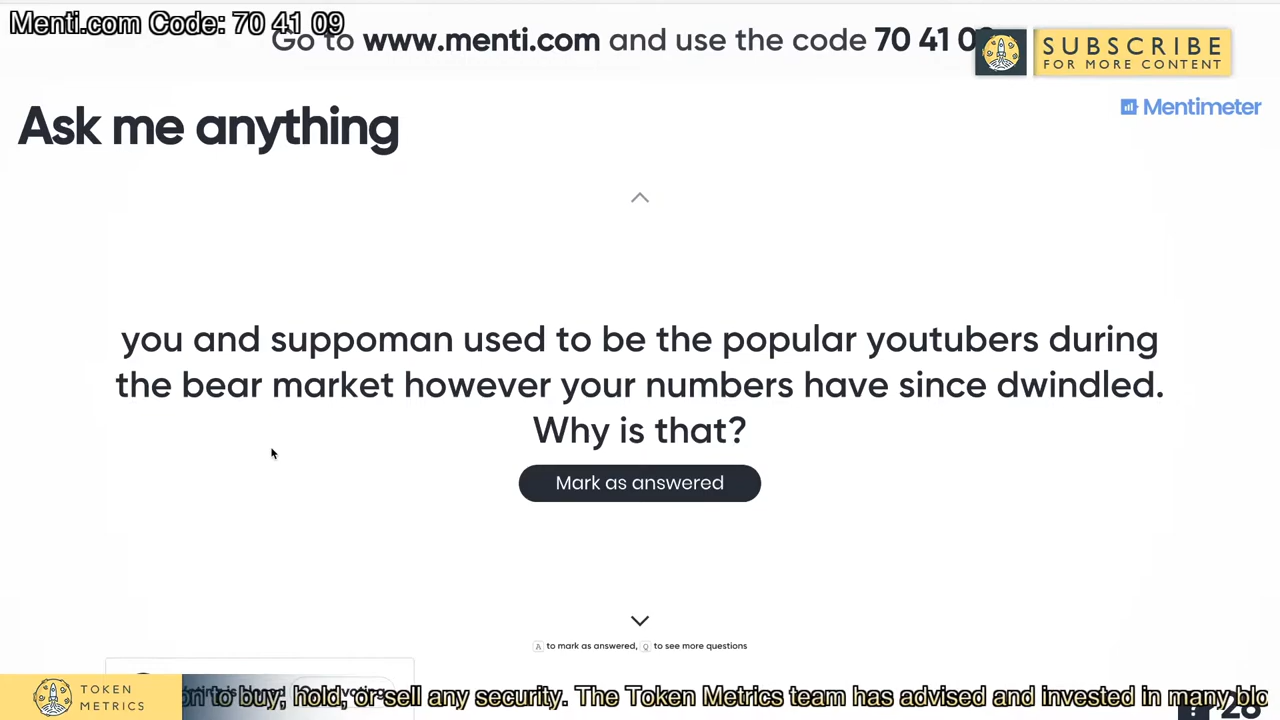 Menti.com Code: 70 41 09
Go to www.menti.com and use the code 70 41 0
SUBSCRIBE
FOR MORE CONTENT
Ask me anything
Mentimeter
you and suppoman used to be the popular youtubers during
the bear market however your numbers have since dwindled.
Why is that?
Mark as answered
A to mark as answered, Q to see more questions
TOKEN
METRICS
on to buy, hold, or sell any security. The Token Metrics team has advised and invested in many blo